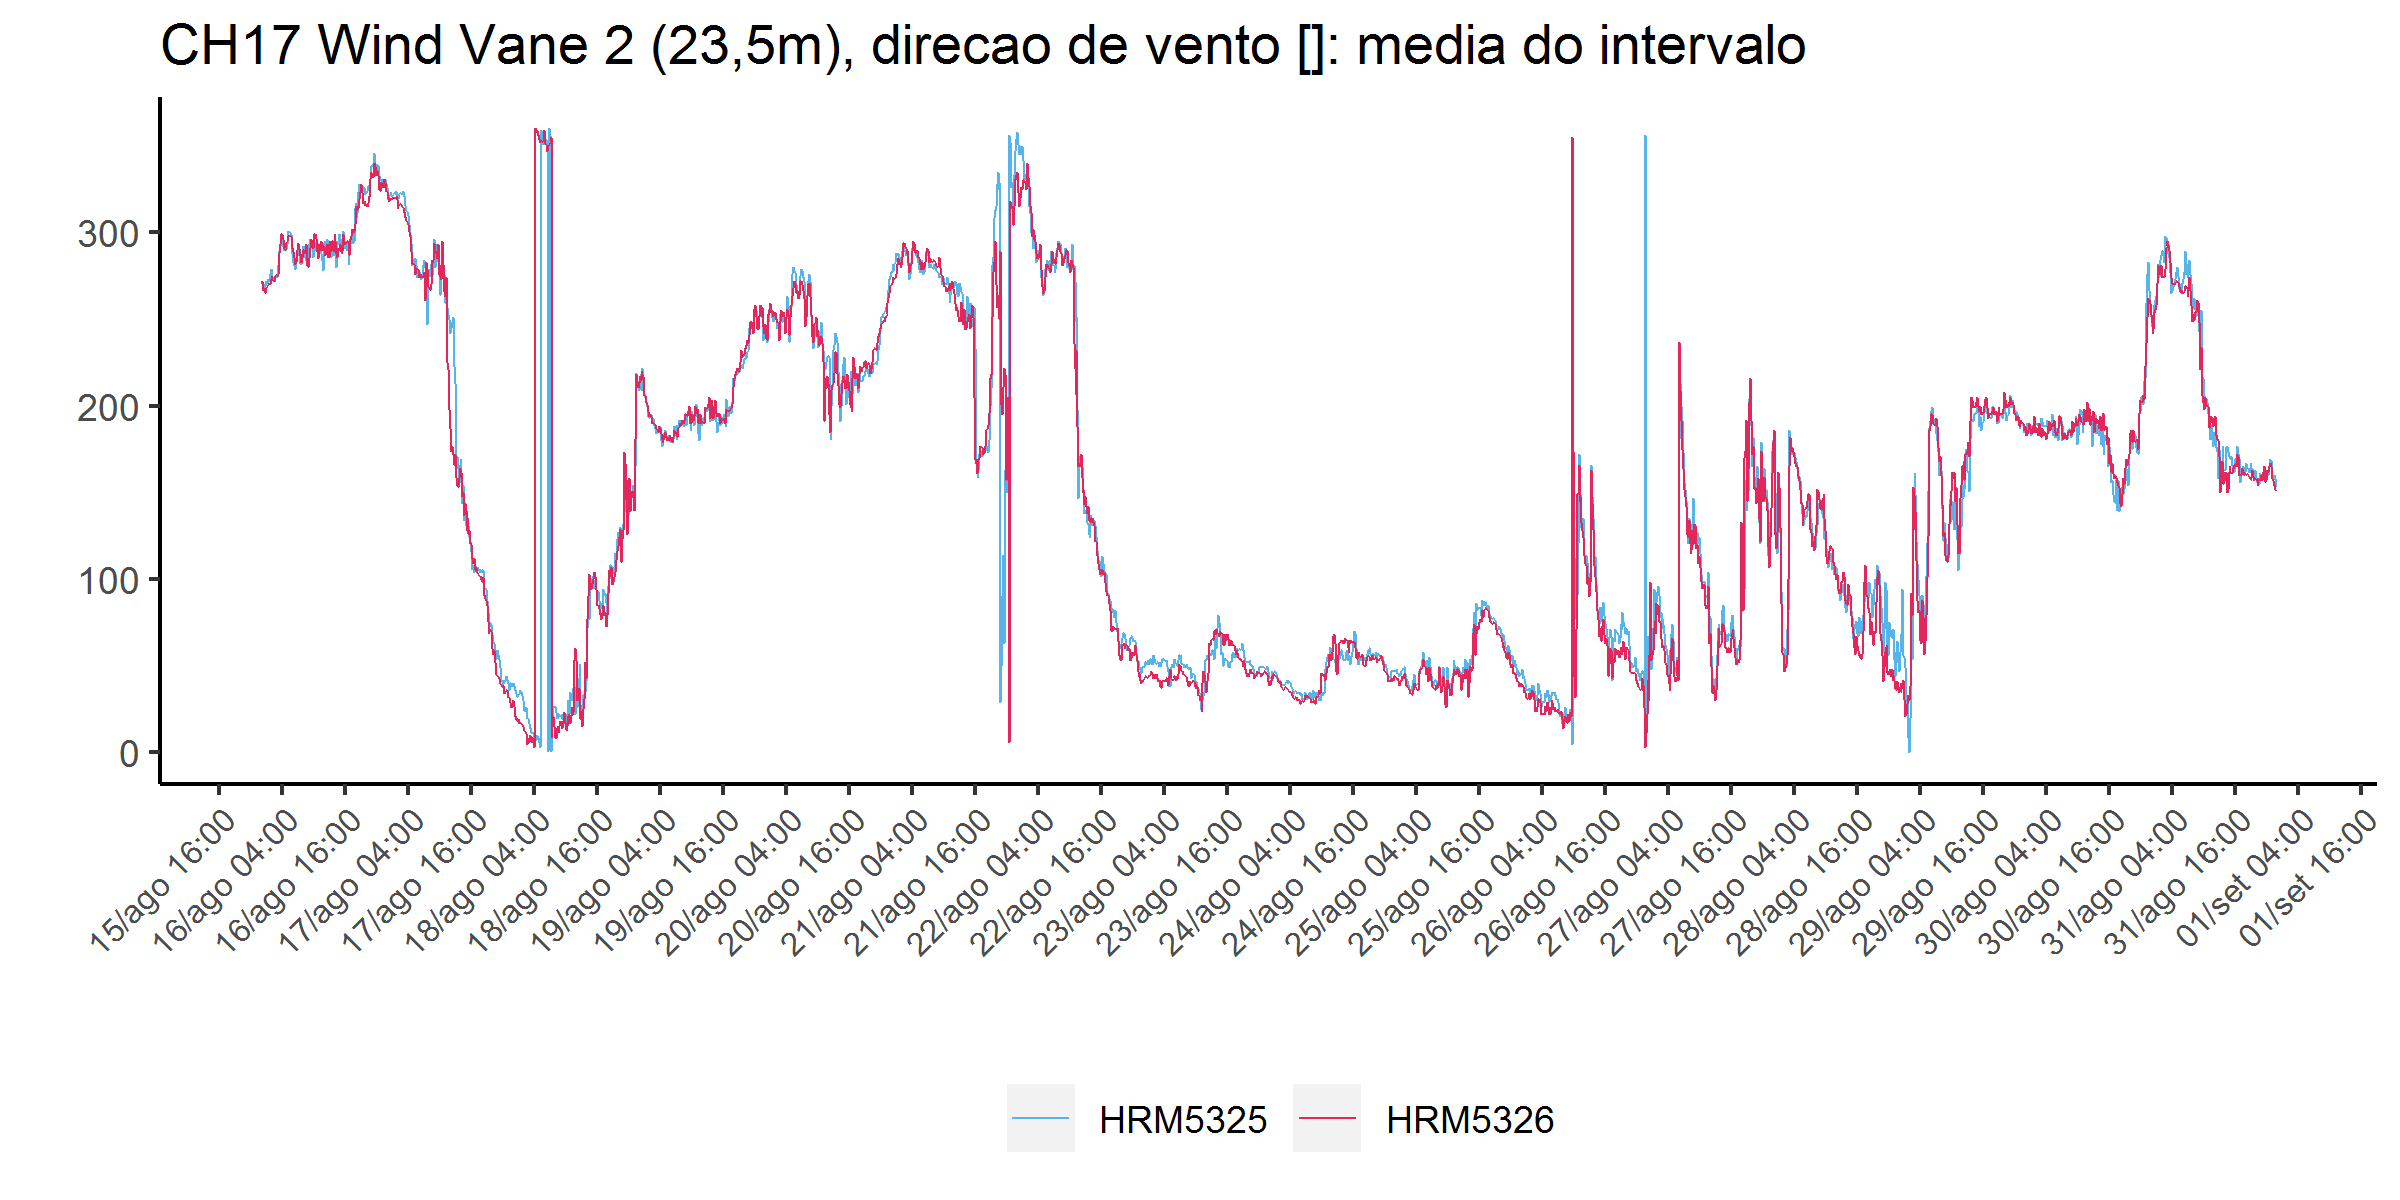 CH17 Wind Vane 2 (23,5m), direcao de vento []: media do intervalo
300
200
100
0
15/ago 16:00
16/ago 04:00
16/ago 16:00
17/ago 04:00
17/ago 16:00
18/ago 04:00
18/ago 16:00
19/ago 04:00
19/ago 16:00
20/ago 04:00
20/ago 16:00
21/ago 04:00
21/ago 16:00
22/ago 04:00
22/ago 16:00
23/ago 04:00
23/ago 16:00
24/ago 04:00
24/ago 16:00
25/ago 04:00
25/ago 16:00
26/ago 04:00
26/ago 16:00
27/ago 04:00
27/ago 16:00
28/ago 04:00
28/ago 16:00
29/ago 04:00
29/ago 16:00
30/ago 04:00
30/ago 16:00
31/ago 04:00
31/ago 16:00
01/set 04:00
01/set 16:00
HRM5325
HRM5326